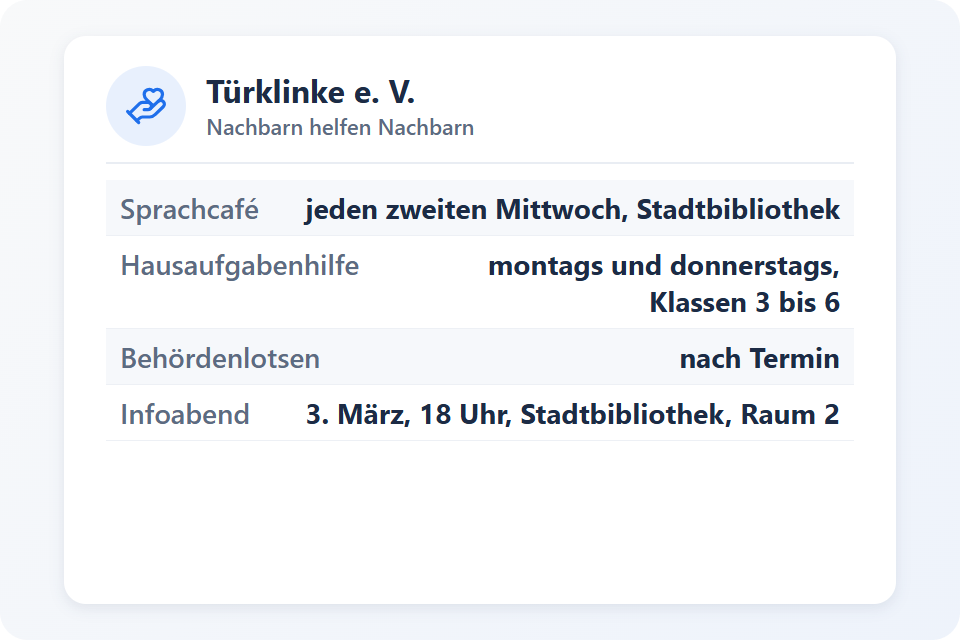 Türklinke e. V.
Nachbarn helfen Nachbarn
Sprachcafé jeden zweiten Mittwoch, Stadtbibliothek
Hausaufgabenhilfe montags und donnerstags,
Klassen 3 bis 6
Behördenlotsen nach Termin
Infoabend 3. März, 18 Uhr, Stadtbibliothek, Raum 2